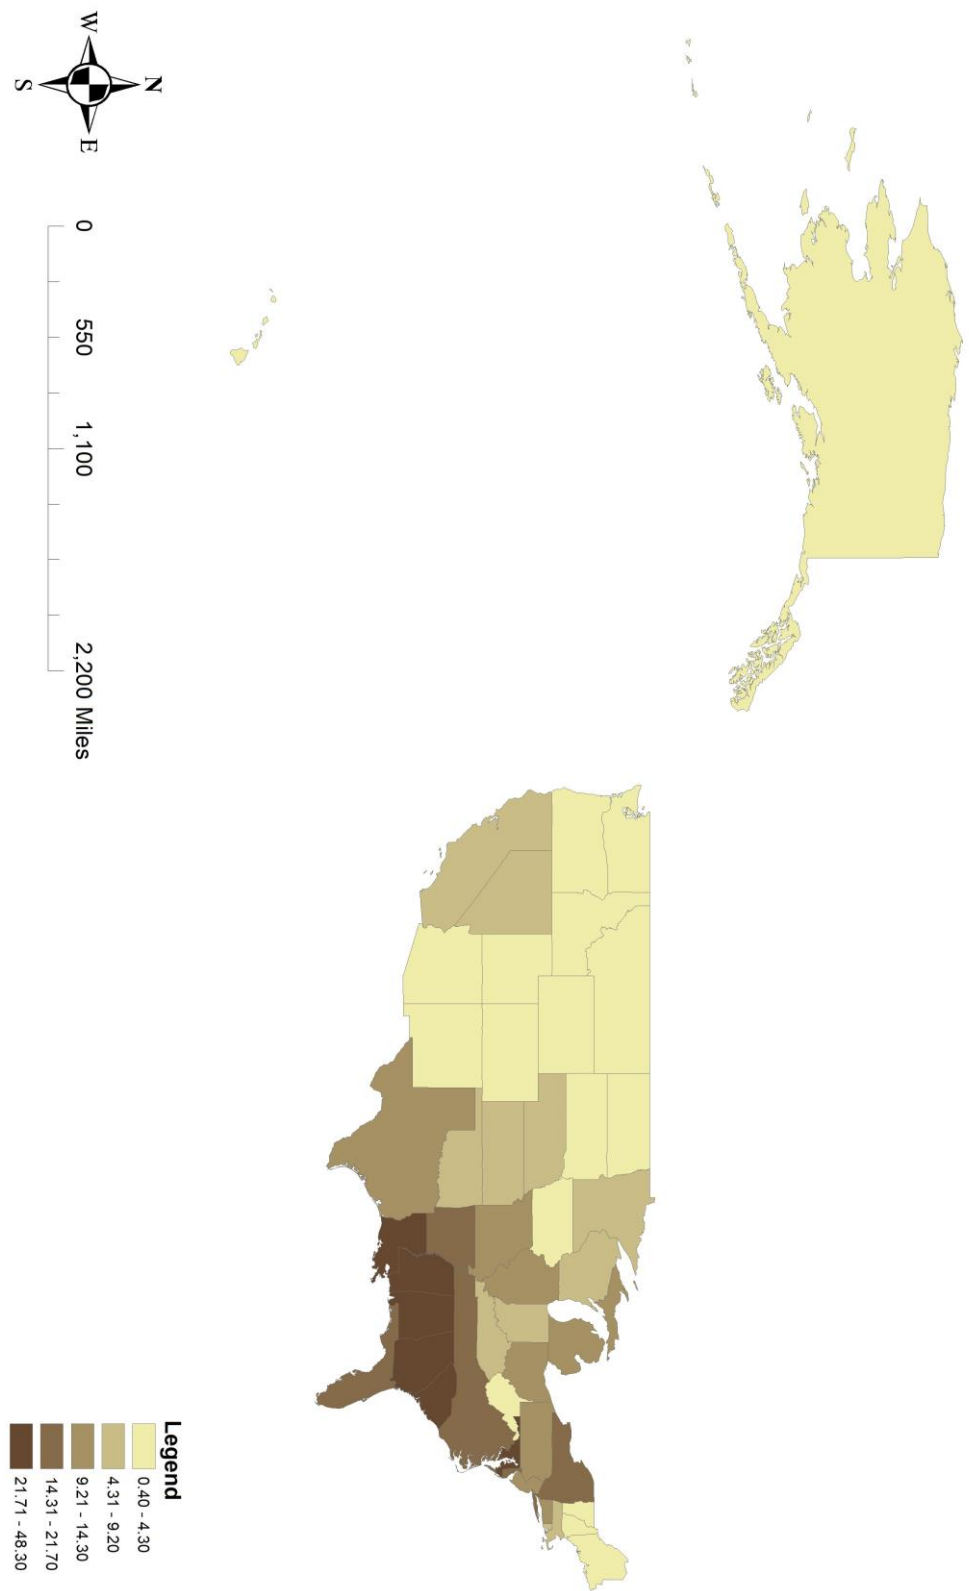 N
W
E
S
0
550
1,100
2,200 Miles
Legend
0.40 - 4.30
4.31 - 9.20
9.21 - 14.30
14.31 - 21.70
21.71 - 48.30